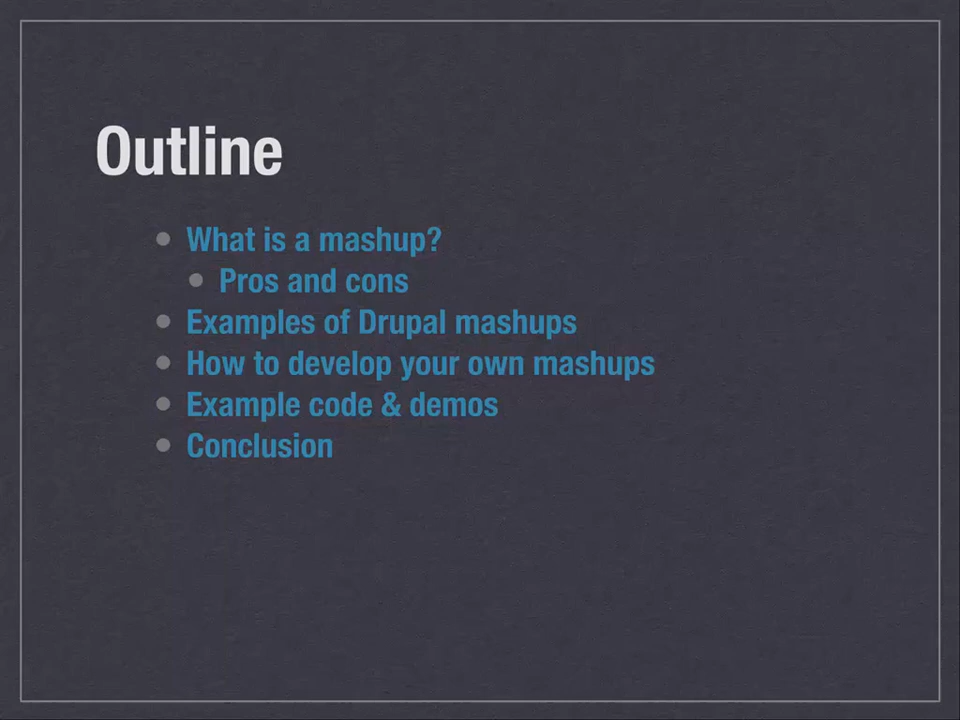 Outline
What is a mashup?
Pros and cons
Examples of Drupal mashups
How to develop your own mashups
Example code & demos
Conclusion